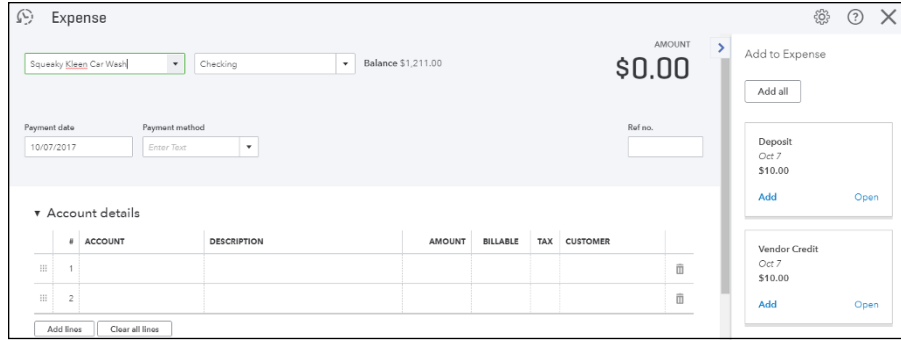 Expense
Squeaky Kleen Car Wash
Checking
Balance $1,211.00
AMOUNT
$0.00
Payment date
Payment method
Ref no.
10/07/2017
Enter Text
Account details
# ACCOUNT DESCRIPTION AMOUNT BILLABLE TAX CUSTOMER
1
2
Add lines
Clear all lines
Add to Expense
Add all
Deposit
Oct 7
$10.00
Add Open
Vendor Credit
Oct 7
$10.00
Add Open